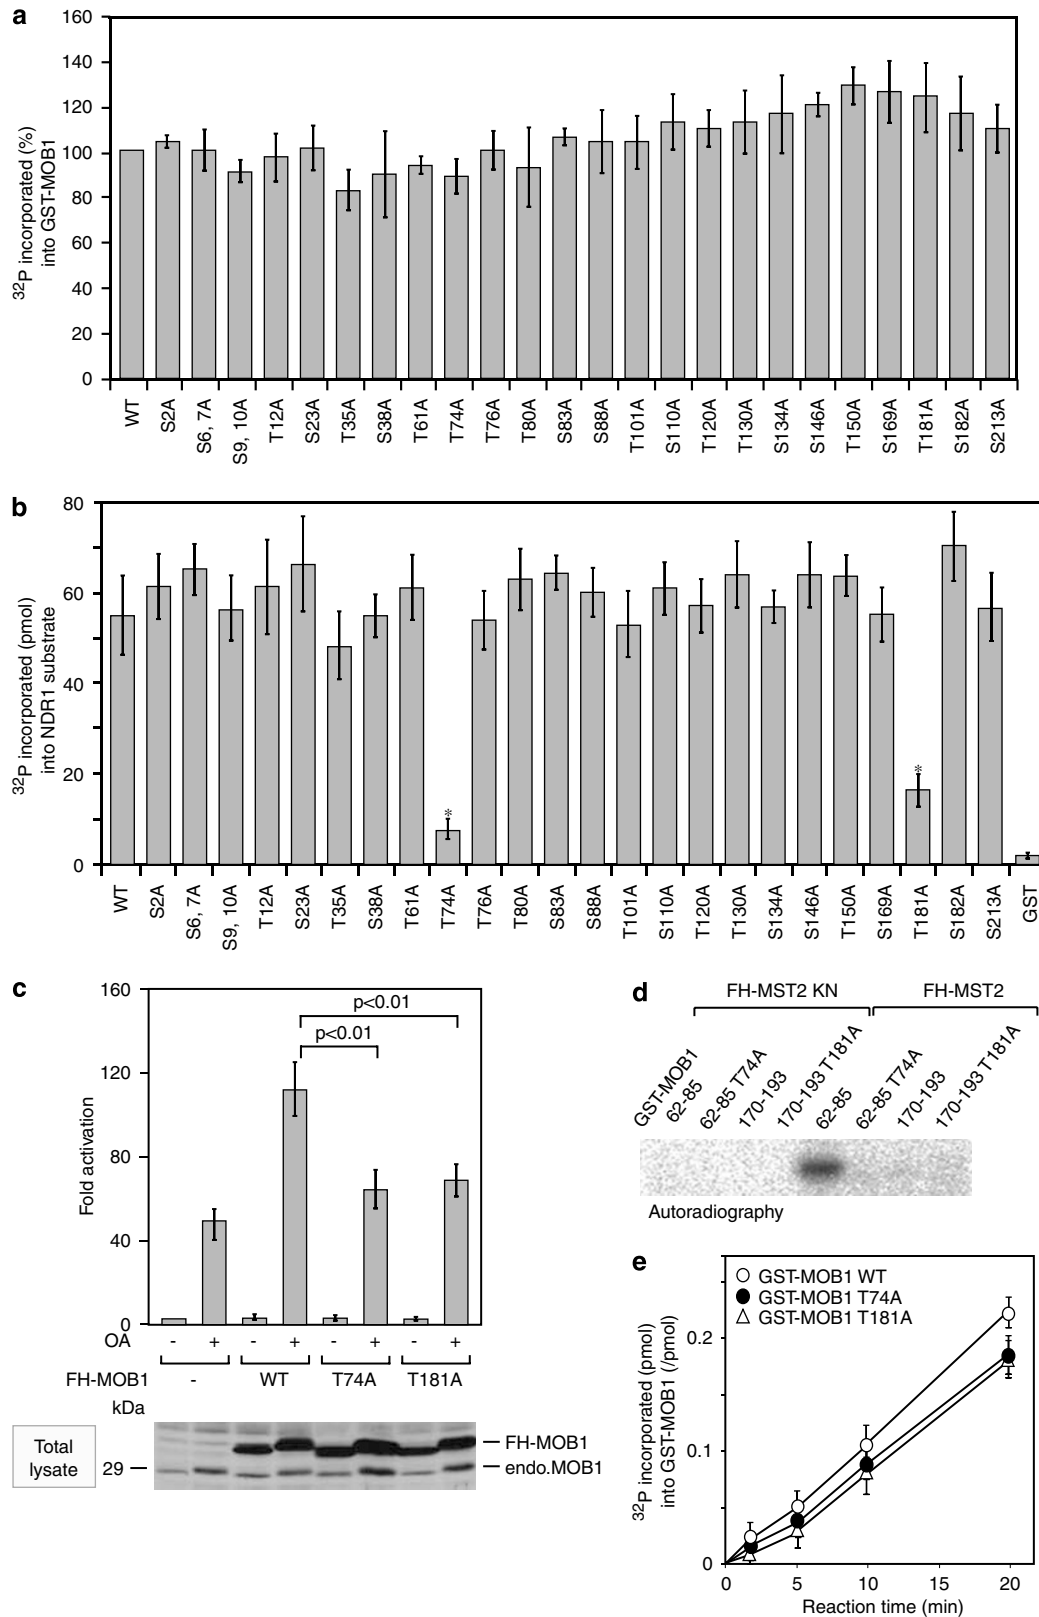 a
160
140
120
100
80
60
40
20
0
32P incorporated (%)
into GST-MOB1
WT
S2A
S6, 7A
S9, 10A
T12A
S23A
T35A
S38A
T61A
T74A
T76A
T80A
S83A
S88A
T101A
S110A
T120A
T130A
S134A
S146A
T150A
S169A
T181A
S182A
S213A
b
80
60
40
20
0
32P incorporated (pmol)
into NDR1 substrate
*
*
WT
S2A
S6, 7A
S9, 10A
T12A
S23A
T35A
S38A
T61A
T74A
T76A
T80A
S83A
S88A
T101A
S110A
T120A
T130A
S134A
S146A
T150A
S169A
T181A
S182A
S213A
GST
c
160
120
80
40
0
Fold activation
p<0.01
p<0.01
OA - + - + - + - +
FH-MOB1 - WT T74A T181A
kDa
Total
lysate
29
FH-MOB1
endo.MOB1
d
FH-MST2 KN FH-MST2
GST-MOB1
62-85
62-85 T74A
170-193
170-193 T181A
62-85
62-85 T74A
170-193
170-193 T181A
Autoradiography
e
GST-MOB1 WT
GST-MOB1 T74A
GST-MOB1 T181A
0.2
0.1
0
32P incorporated (pmol)
into GST-MOB1 (/pmol)
0 5 10 15 20
Reaction time (min)